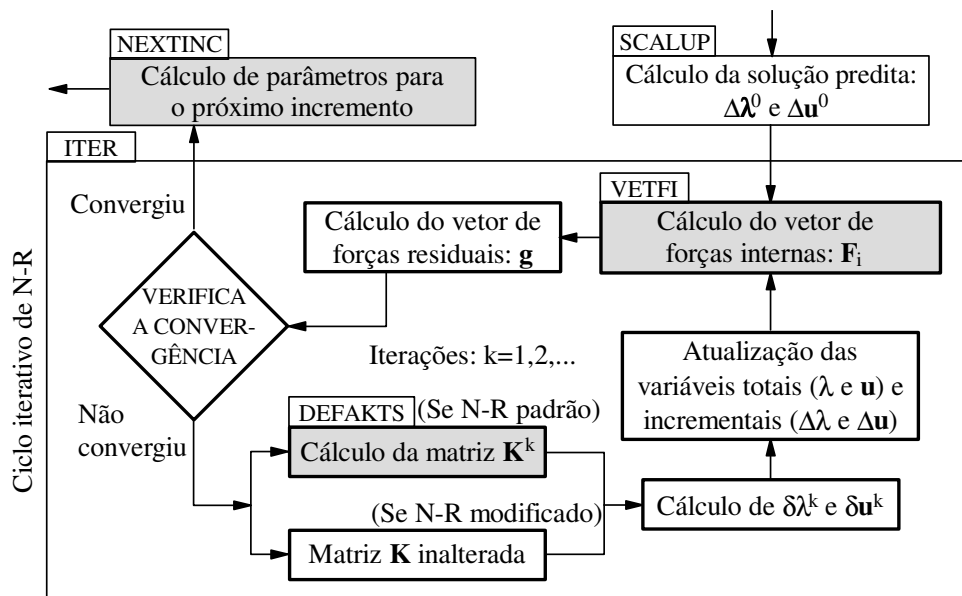 NEXTINC
Cálculo de parâmetros para
o próximo incremento
SCALUP
Cálculo da solução predita:
Δλ⁰ e Δu⁰
ITER
Convergiu
VETFI
Cálculo do vetor de
forças internas: Fᵢ
Cálculo do vetor de
forças residuais: g
VERIFICA
A CONVER-
GÊNCIA
Ciclo iterativo de N-R
Iterações: k=1,2,...
Atualização das
variáveis totais (λ e u) e
incrementais (Δλ e Δu)
Não
convergiu
DEFAKTS
(Se N-R padrão)
Cálculo da matriz Kᵏ
(Se N-R modificado)
Matriz K inalterada
Cálculo de δλᵏ e δuᵏ